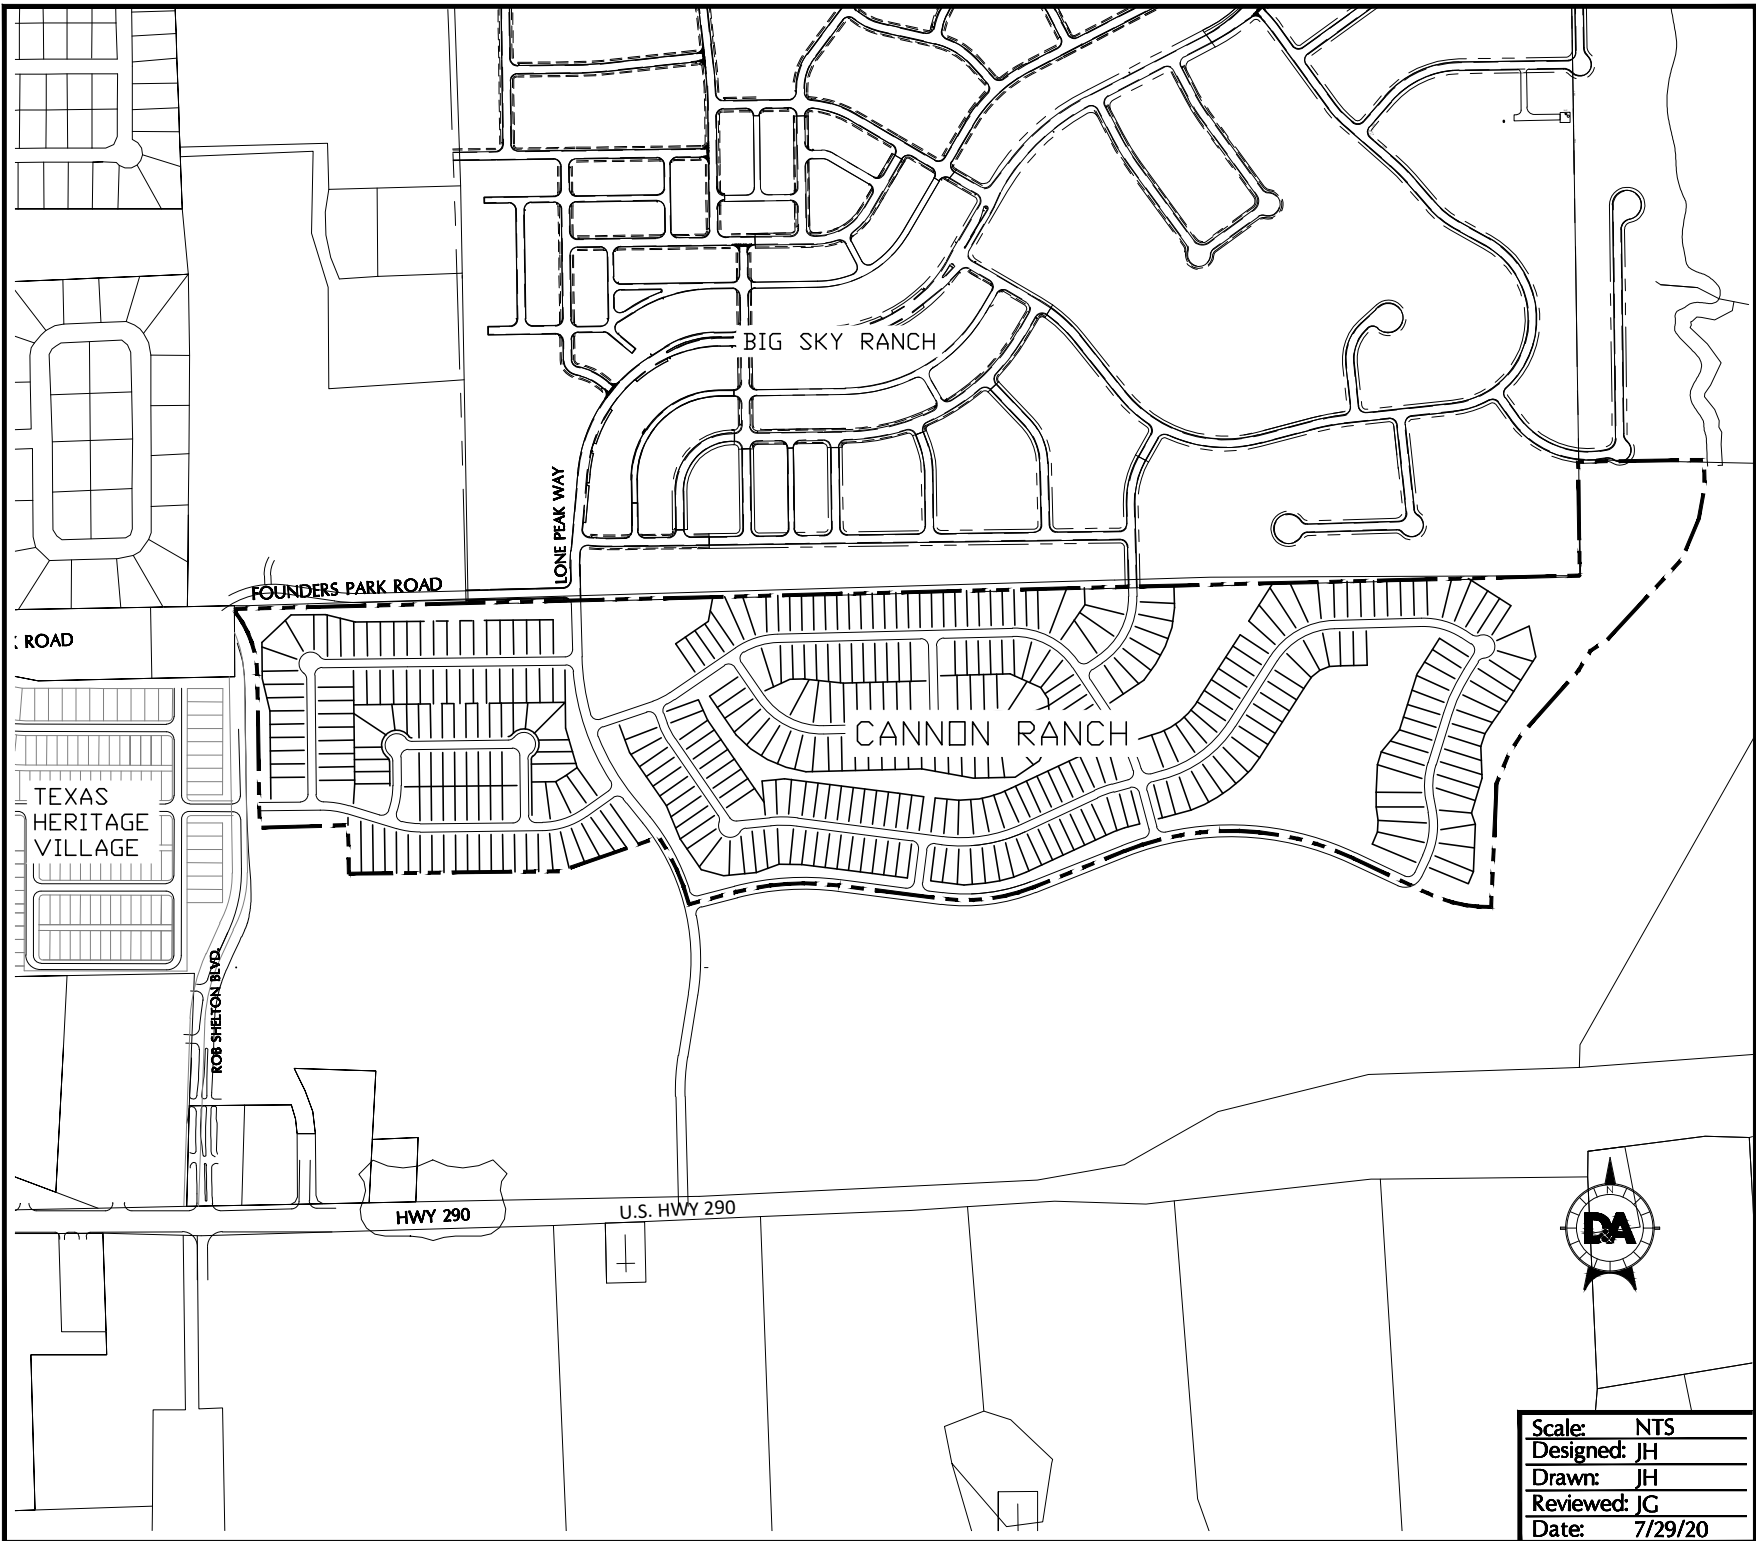 BIG SKY RANCH
LONE PEAK WAY
FOUNDERS PARK ROAD
ROAD
CANNON RANCH
TEXAS
HERITAGE
VILLAGE
ROB SHELTON BLVD.
HWY 290
U.S. HWY 290
N
D&A
Scale: NTS
Designed: JH
Drawn: JH
Reviewed: JG
Date: 7/29/20